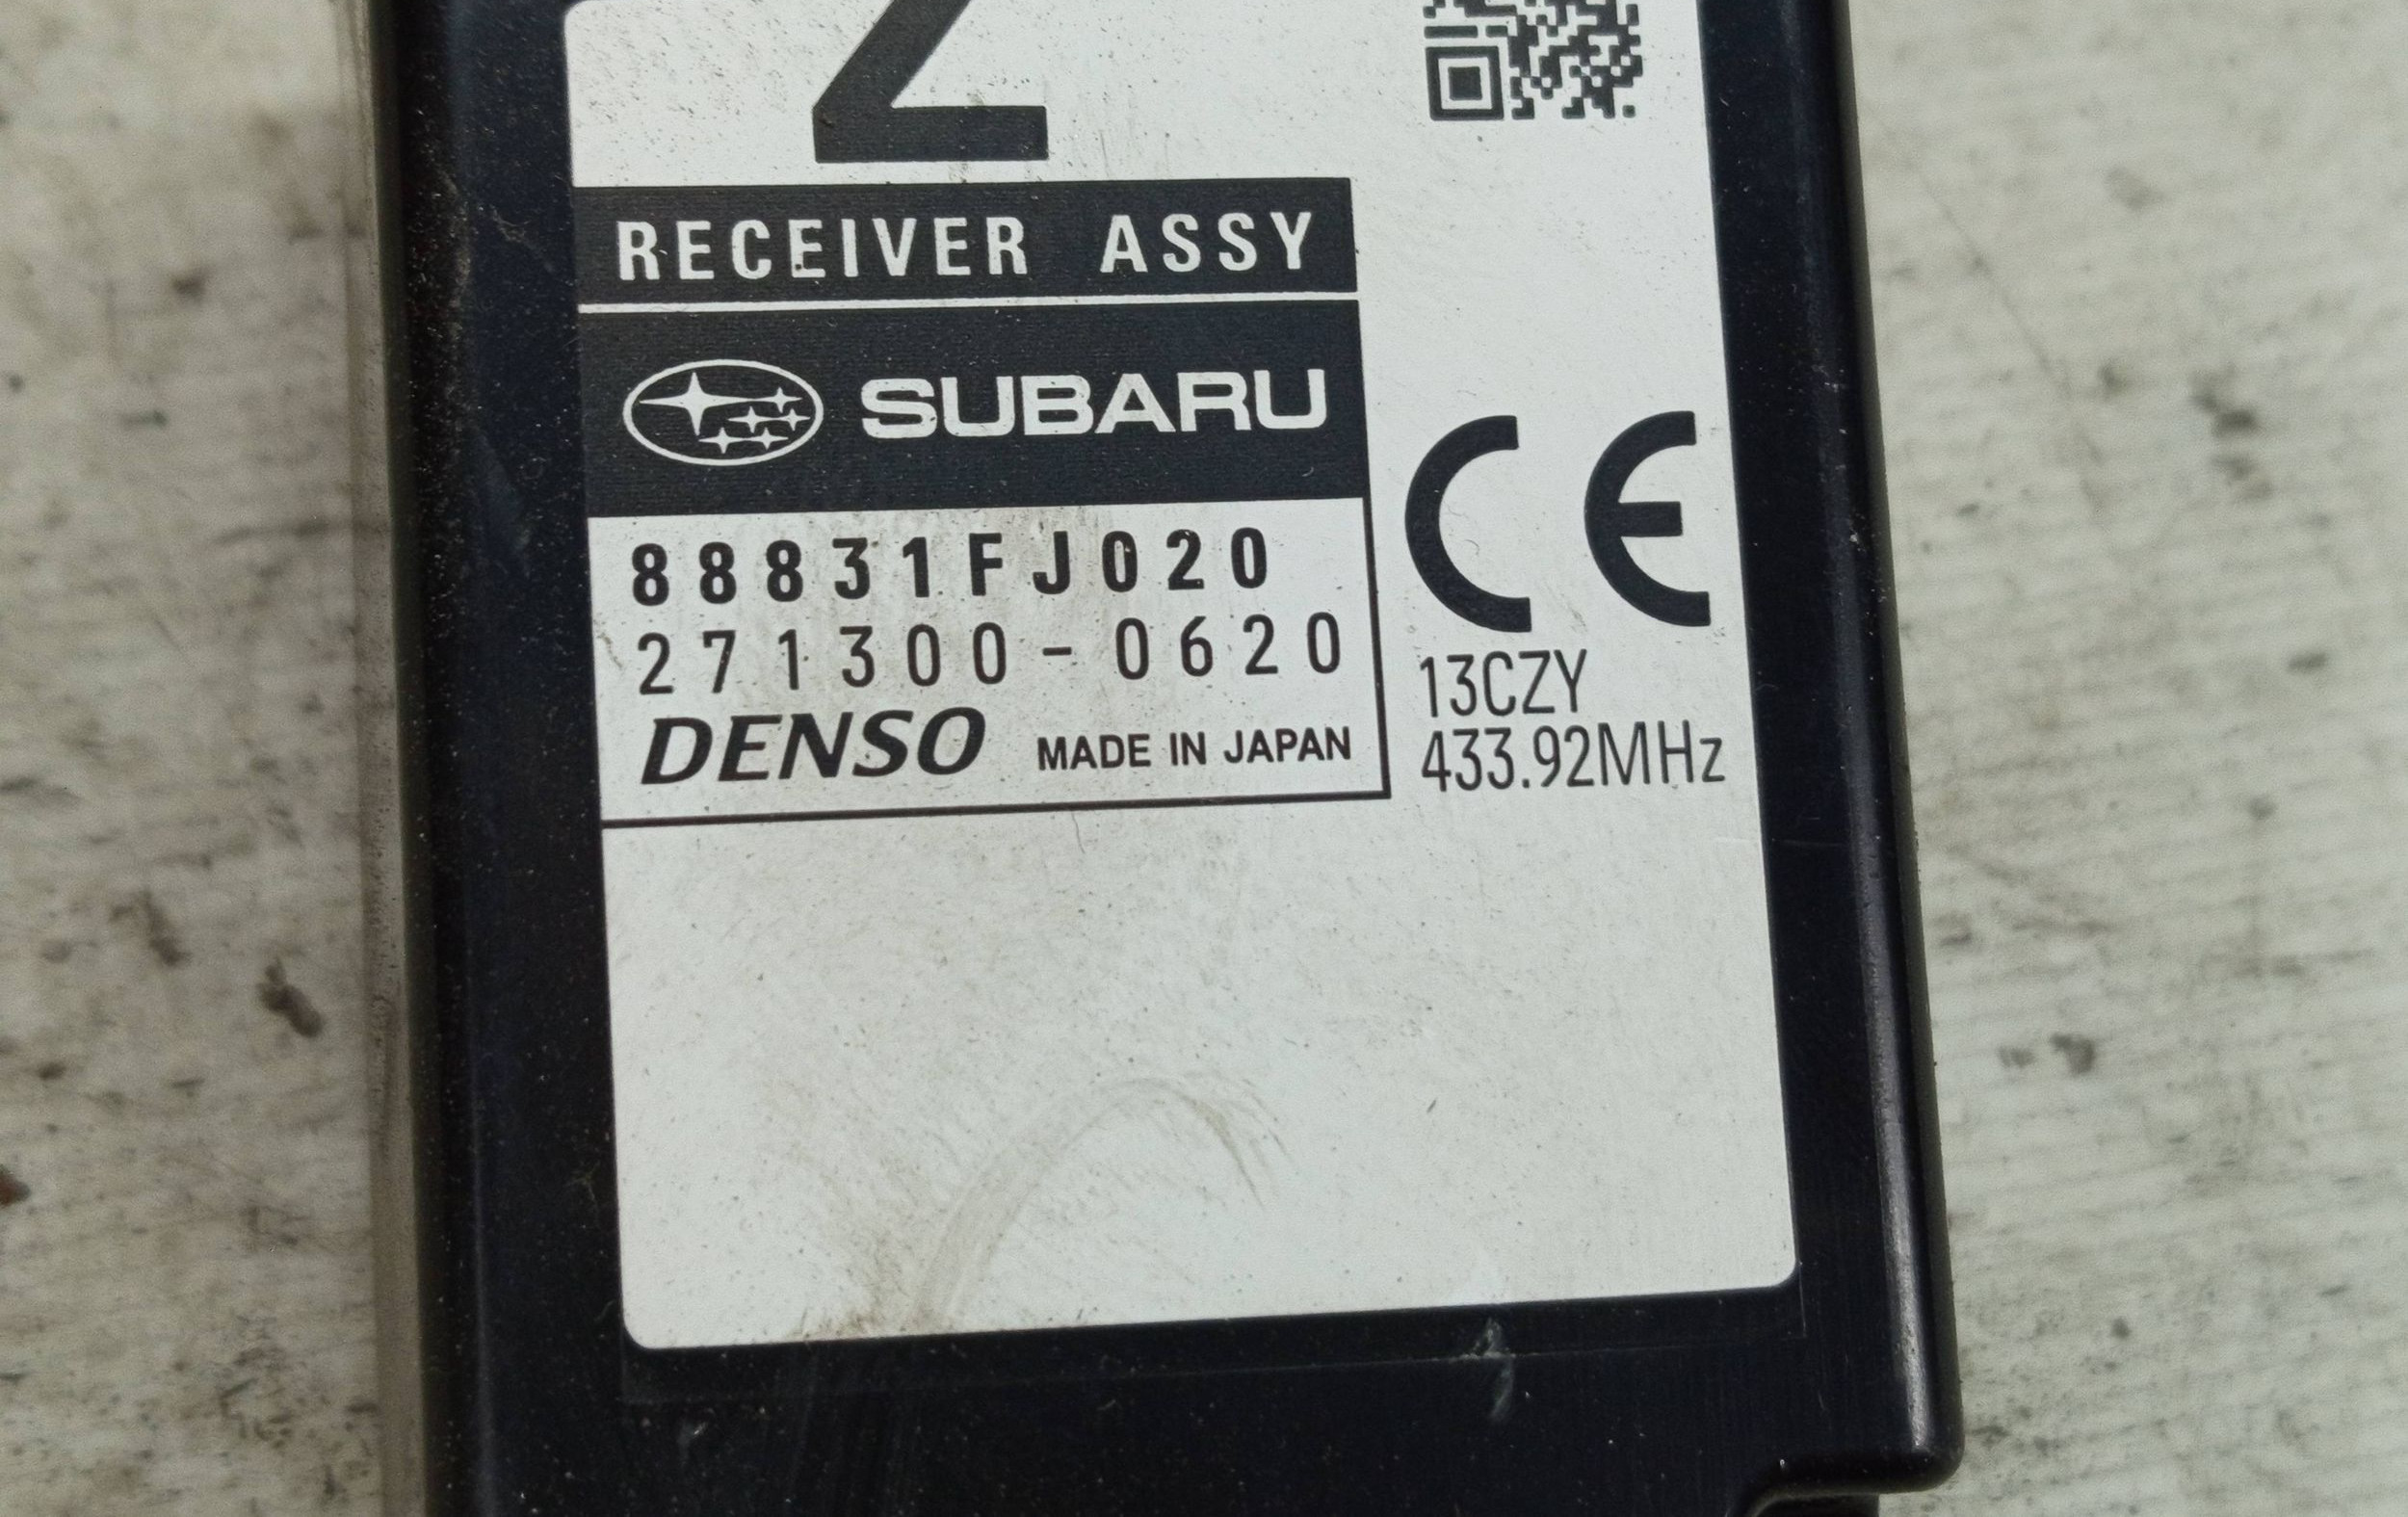 RECEIVER ASSY
SUBARU
88831FJ020
271300-0620
DENSO MADE IN JAPAN
CE
13CZY
433.92MHz